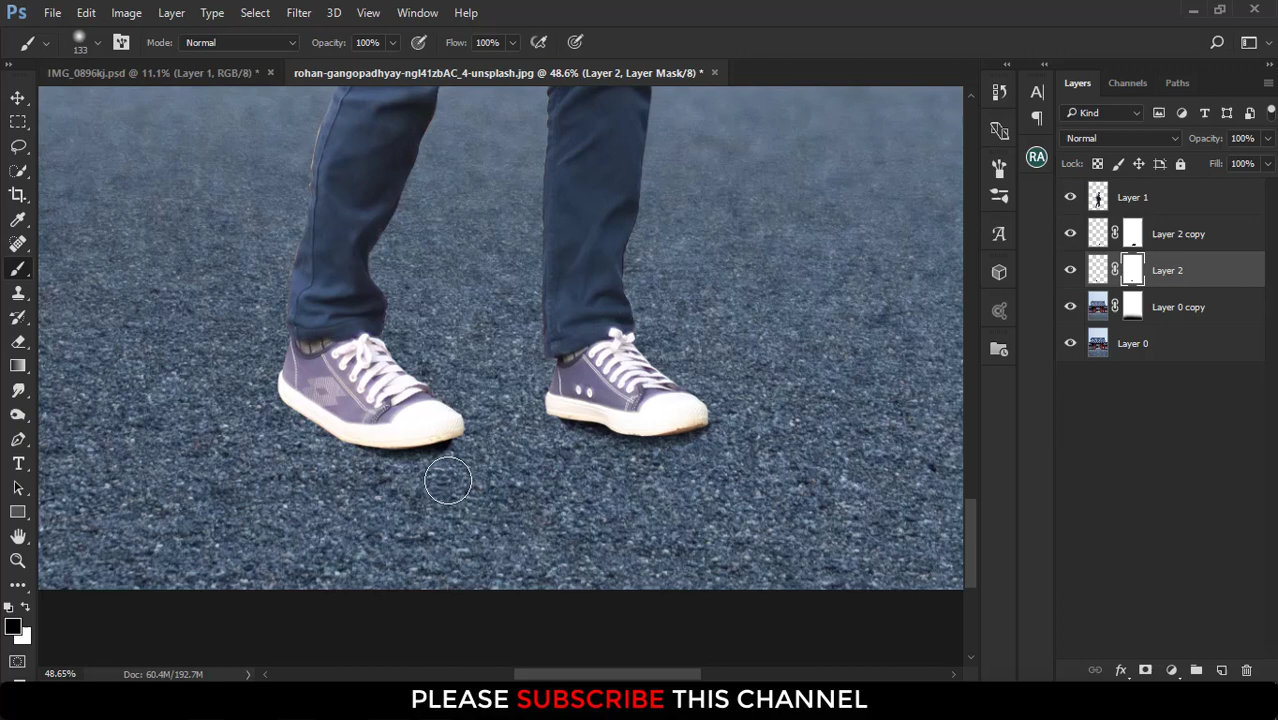 Ps File Edit Image Layer Type Select Filter 3D View Window Help
133 Mode: Normal Opacity: 100% Flow: 100%
IMG_0896kj.psd @ 11.1% (Layer 1, RGB/8) * × rohan-gangopadhyay-ngl41zbAC_4-unsplash.jpg @ 48.6% (Layer 2, Layer Mask/8) * ×
Layers Channels Paths
Kind
Normal Opacity: 100%
Lock: Fill: 100%
RA
Layer 1
Layer 2 copy
Layer 2
Layer 0 copy
Layer 0
48.65% Doc: 60.4M/192.7M
PLEASE SUBSCRIBE THIS CHANNEL